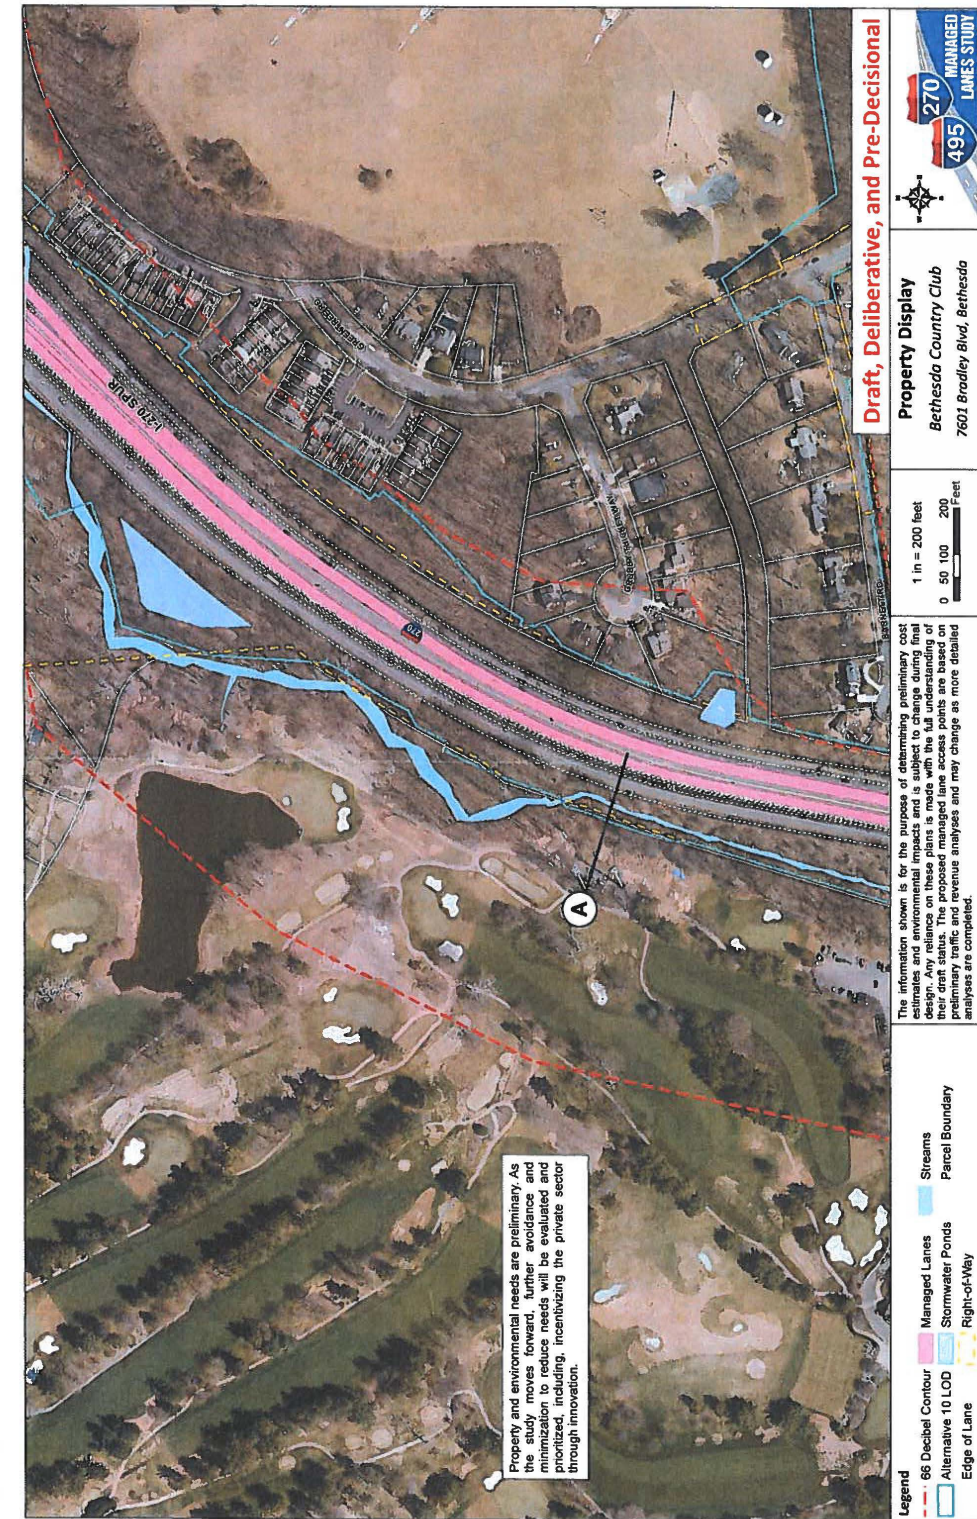 I-270 SPUR
270
A
Property and environmental needs are preliminary. As
the study moves forward, further avoidance and
minimization to reduce needs will be evaluated and
prioritized, including, incentivizing the private sector
through innovation.
Draft, Deliberative, and Pre-Decisional
Legend
66 Decibel Contour
Managed Lanes
Streams
Alternative 10 LOD
Stormwater Ponds
Parcel Boundary
Edge of Lane
Right-of-Way
The information shown is for the purpose of determining preliminary cost
estimates and environmental impacts and is subject to change during final
design. Any reliance on these plans is made with the full understanding of
their draft status. The proposed managed lane access points are based on
preliminary traffic and revenue analyses and may change as more detailed
analyses are completed.
1 in = 200 feet
0 50 100 200
Feet
Property Display
Bethesda Country Club
7601 Bradley Blvd, Bethesda
495 270
MANAGED
LANES STUDY